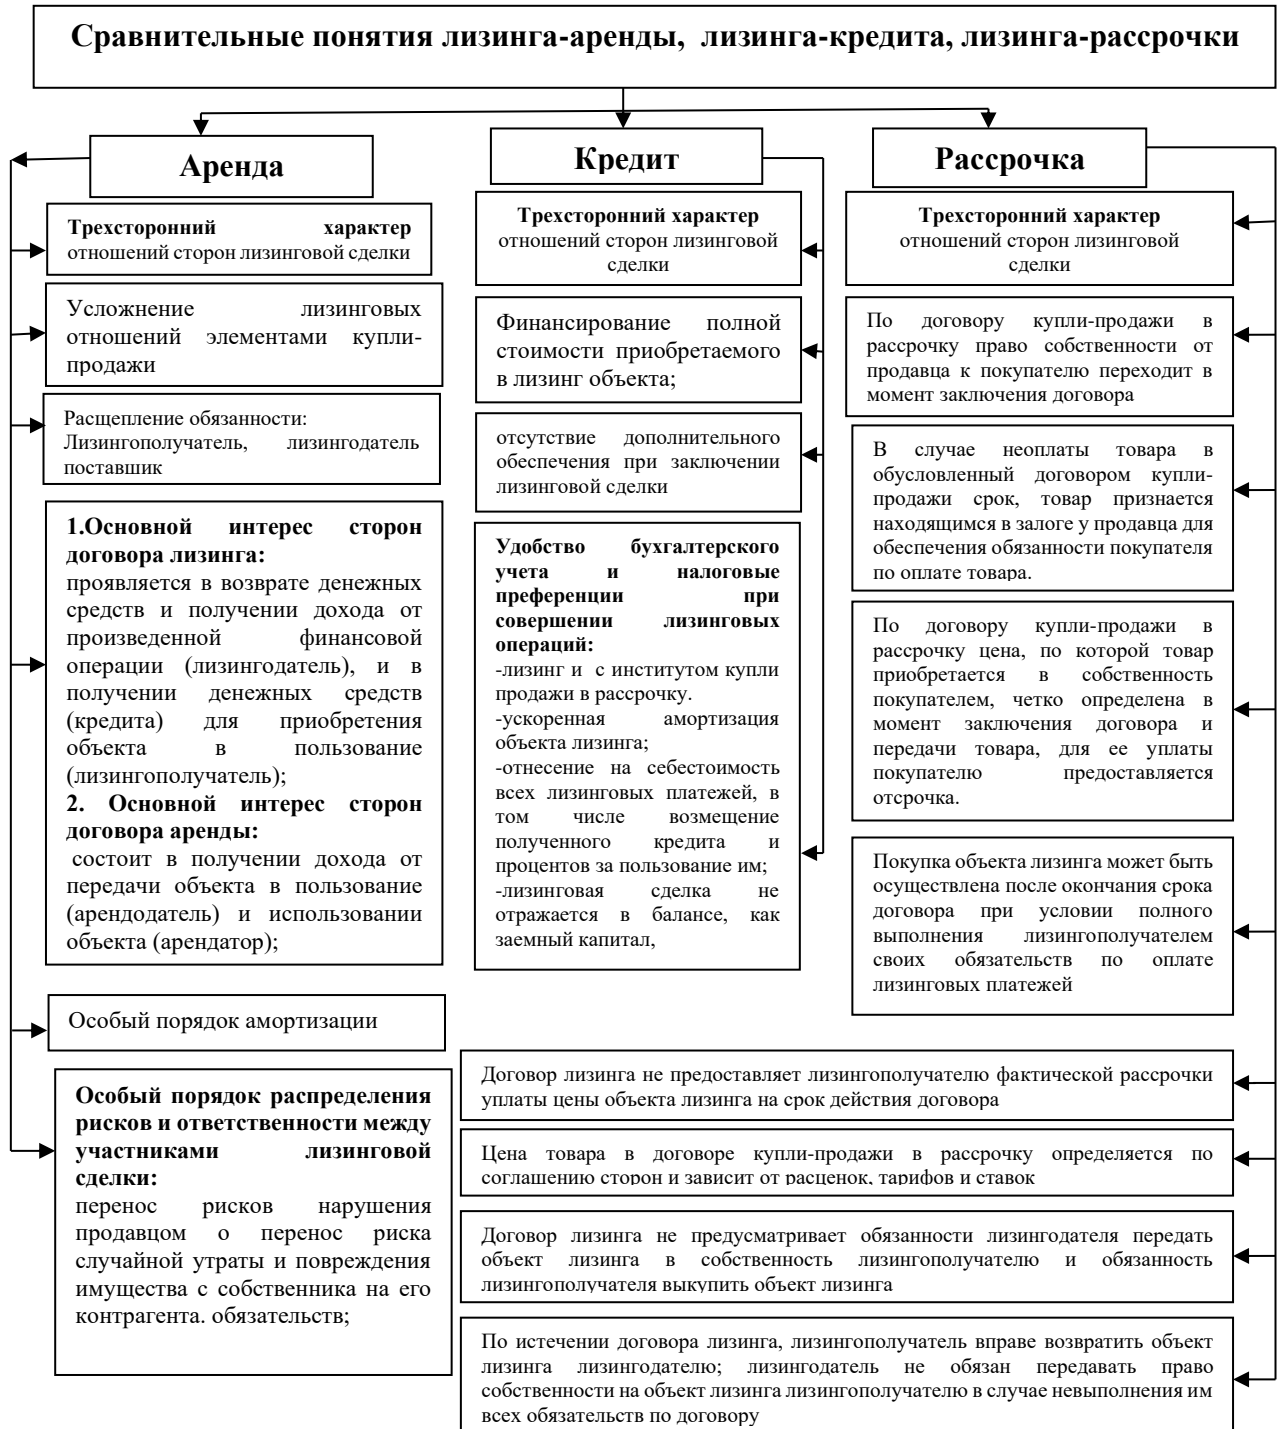 Сравнительные понятия лизинга-аренды, лизинга-кредита, лизинга-рассрочки
Аренда
Трехсторонний характер
отношений сторон лизинговой сделки
Усложнение лизинговых
отношений элементами купли-
продажи
Расщепление обязанности:
Лизингополучатель, лизингодатель
поставшик
1.Основной интерес сторон
договора лизинга:
проявляется в возврате денежных
средств и получении дохода от
произведенной финансовой
операции (лизингодатель), и в
получении денежных средств
(кредита) для приобретения
объекта в пользование
(лизингополучатель);
2. Основной интерес сторон
договора аренды:
состоит в получении дохода от
передачи объекта в пользование
(арендодатель) и использовании
объекта (арендатор);
Особый порядок амортизации
Особый порядок распределения
рисков и ответственности между
участниками лизинговой
сделки:
перенос рисков нарушения
продавцом о перенос риска
случайной утраты и повреждения
имущества с собственника на его
контрагента. обязательств;
Кредит
Трехсторонний характер
отношений сторон лизинговой
сделки
Финансирование полной
стоимости приобретаемого
в лизинг объекта;
отсутствие дополнительного
обеспечения при заключении
лизинговой сделки
Удобство бухгалтерского
учета и налоговые
преференции при
совершении лизинговых
операций:
-лизинг и с институтом купли
продажи в рассрочку.
-ускоренная амортизация
объекта лизинга;
-отнесение на себестоимость
всех лизинговых платежей, в
том числе возмещение
полученного кредита и
процентов за пользование им;
-лизинговая сделка не
отражается в балансе, как
заемный капитал,
Рассрочка
Трехсторонний характер
отношений сторон лизинговой
сделки
По договору купли-продажи в
рассрочку право собственности от
продавца к покупателю переходит в
момент заключения договора
В случае неоплаты товара в
обусловленный договором купли-
продажи срок, товар признается
находящимся в залоге у продавца для
обеспечения обязанности покупателя
по оплате товара.
По договору купли-продажи в
рассрочку цена, по которой товар
приобретается в собственность
покупателем, четко определена в
момент заключения договора и
передачи товара, для ее уплаты
покупателю предоставляется
отсрочка.
Покупка объекта лизинга может быть
осуществлена после окончания срока
договора при условии полного
выполнения лизингополучателем
своих обязательств по оплате
лизинговых платежей
Договор лизинга не предоставляет лизингополучателю фактической рассрочки
уплаты цены объекта лизинга на срок действия договора
Цена товара в договоре купли-продажи в рассрочку определяется по
соглашению сторон и зависит от расценок, тарифов и ставок
Договор лизинга не предусматривает обязанности лизингодателя передать
объект лизинга в собственность лизингополучателю и обязанность
лизингополучателя выкупить объект лизинга
По истечении договора лизинга, лизингополучатель вправе возвратить объект
лизинга лизингодателю; лизингодатель не обязан передавать право
собственности на объект лизинга лизингополучателю в случае невыполнения им
всех обязательств по договору